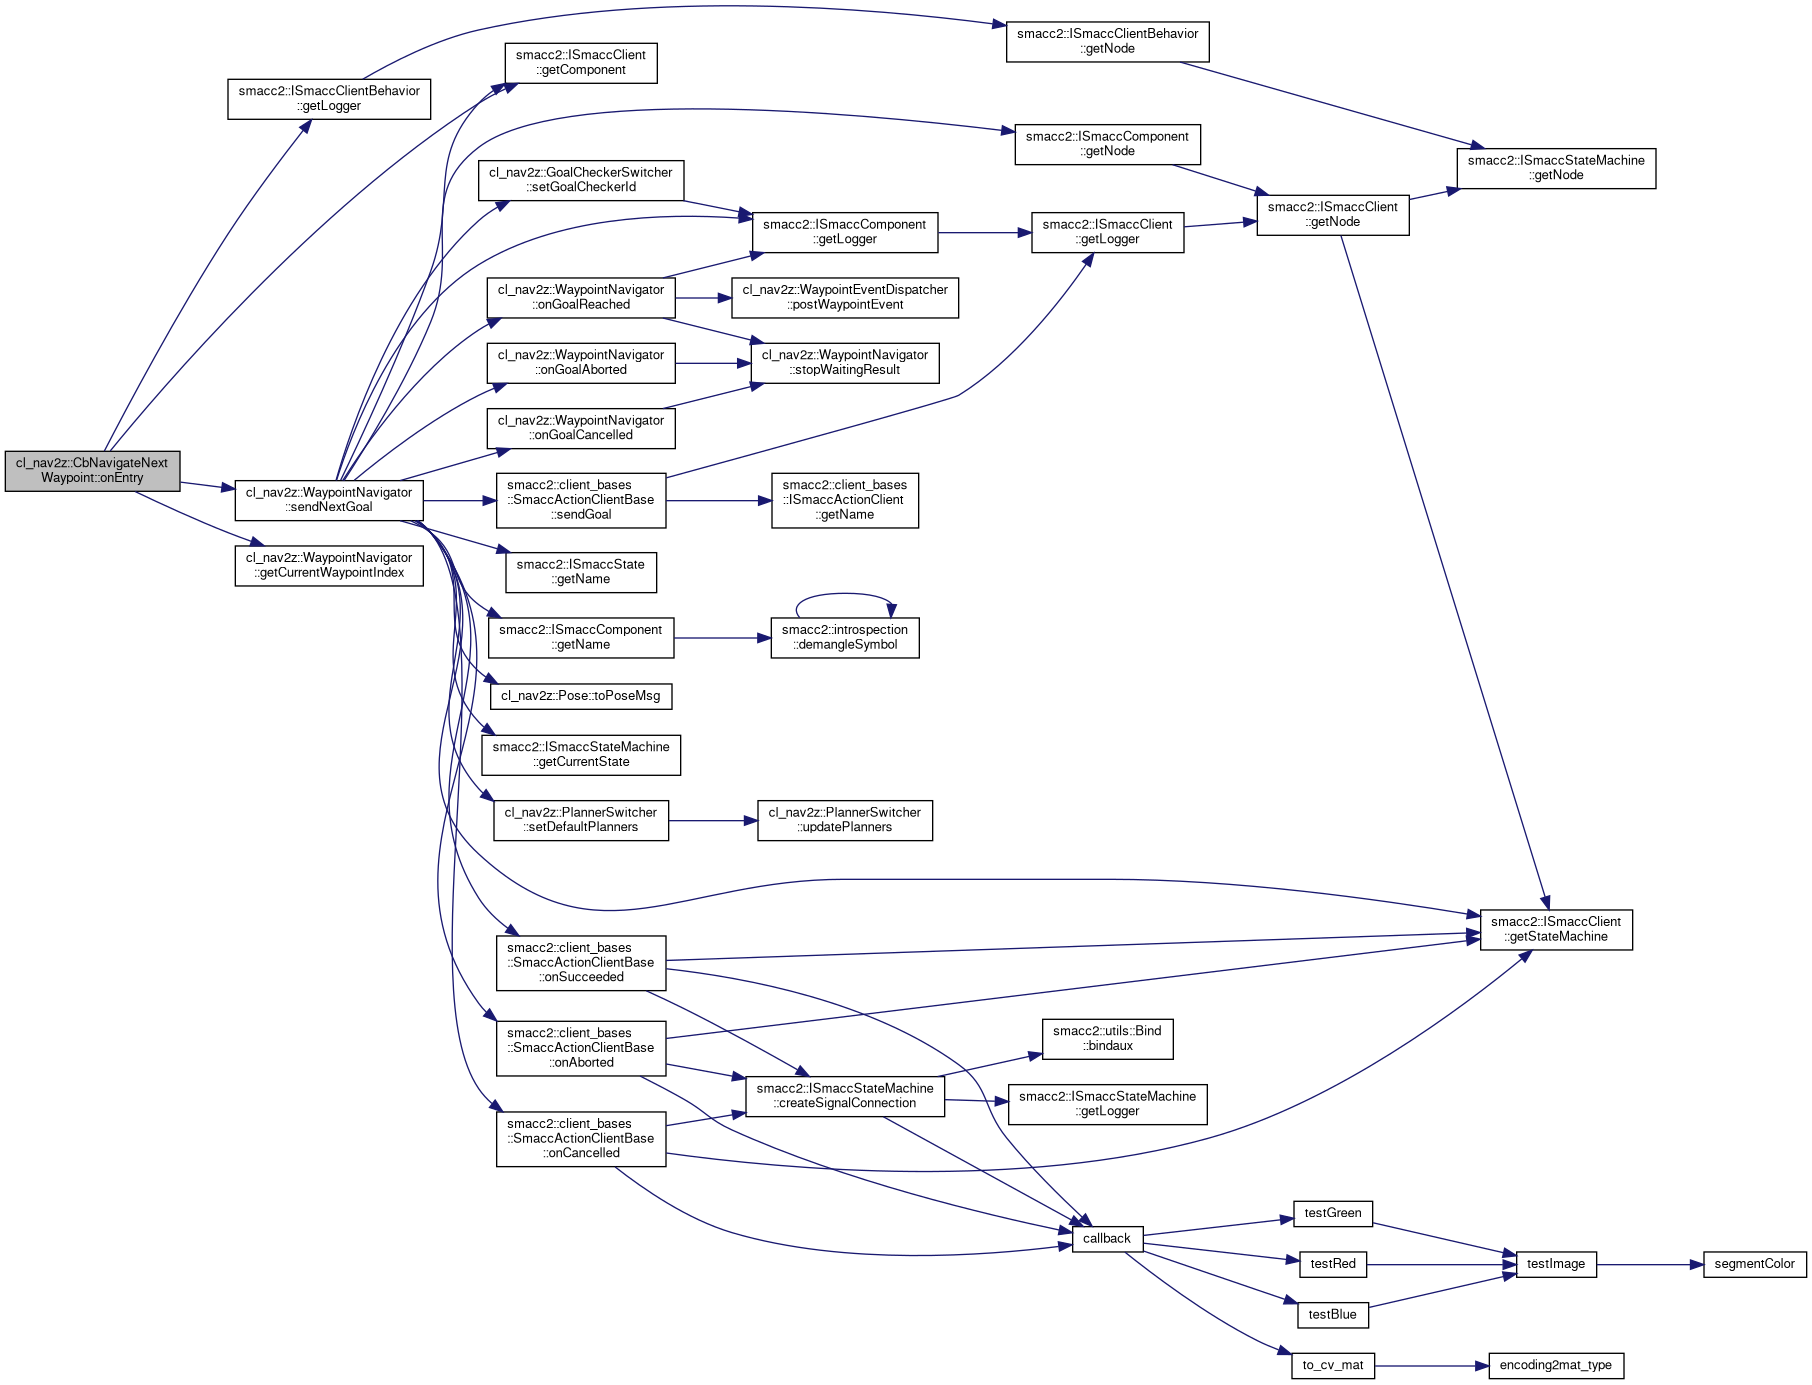 cl_nav2z::CbNavigateNext
Waypoint::onEntry
smacc2::ISmaccClientBehavior
::getLogger
cl_nav2z::WaypointNavigator
::sendNextGoal
cl_nav2z::WaypointNavigator
::getCurrentWaypointIndex
smacc2::ISmaccClient
::getComponent
cl_nav2z::GoalCheckerSwitcher
::setGoalCheckerId
cl_nav2z::WaypointNavigator
::onGoalReached
cl_nav2z::WaypointNavigator
::onGoalAborted
cl_nav2z::WaypointNavigator
::onGoalCancelled
smacc2::client_bases
::SmaccActionClientBase
::sendGoal
smacc2::ISmaccState
::getName
smacc2::ISmaccComponent
::getName
cl_nav2z::Pose::toPoseMsg
smacc2::ISmaccStateMachine
::getCurrentState
cl_nav2z::PlannerSwitcher
::setDefaultPlanners
smacc2::client_bases
::SmaccActionClientBase
::onSucceeded
smacc2::client_bases
::SmaccActionClientBase
::onAborted
smacc2::client_bases
::SmaccActionClientBase
::onCancelled
smacc2::ISmaccComponent
::getLogger
cl_nav2z::WaypointEventDispatcher
::postWaypointEvent
cl_nav2z::WaypointNavigator
::stopWaitingResult
smacc2::client_bases
::ISmaccActionClient
::getName
smacc2::introspection
::demangleSymbol
cl_nav2z::PlannerSwitcher
::updatePlanners
smacc2::ISmaccStateMachine
::createSignalConnection
smacc2::ISmaccClientBehavior
::getNode
smacc2::ISmaccComponent
::getNode
smacc2::ISmaccClient
::getLogger
smacc2::utils::Bind
::bindaux
smacc2::ISmaccStateMachine
::getLogger
callback
smacc2::ISmaccClient
::getNode
testGreen
testRed
testBlue
to_cv_mat
smacc2::ISmaccStateMachine
::getNode
smacc2::ISmaccClient
::getStateMachine
testImage
encoding2mat_type
segmentColor